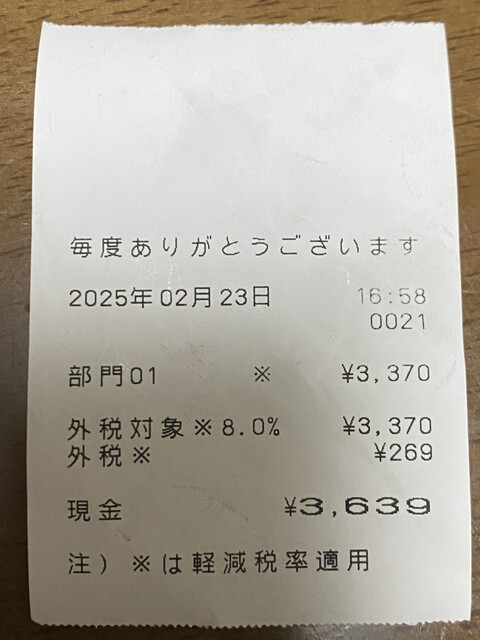 毎度ありがとうございます
2025年02月23日 16:58
0021
部門01 ※ ¥3,370
外税対象※8.0% ¥3,370
外税※ ¥269
現金 ¥3,639
注）※は軽減税率適用